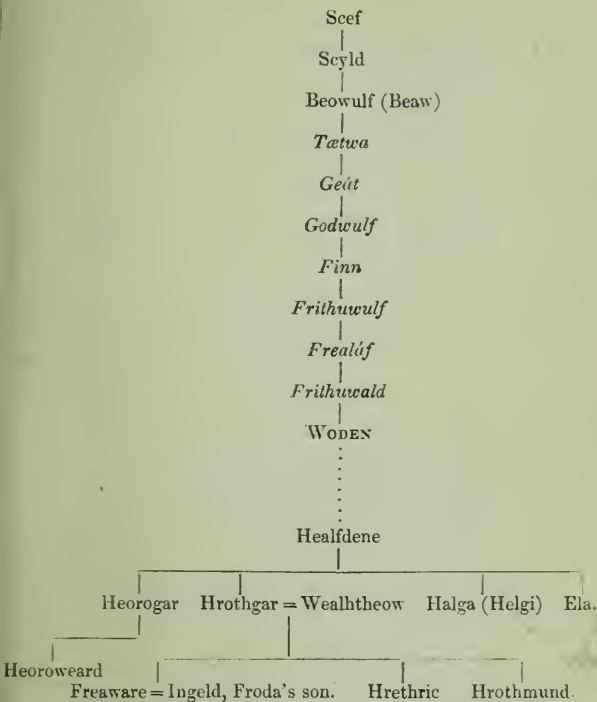 Scef
Scyld
Beowulf (Beaw)
Tætwa
Geát
Godwulf
Finn
Frithuwulf
Frealáf
Frithuwald
WODEN
Healfdene
Heorogar Hrothgar = Wealhtheow Halga (Helgi) Ela.
Heoroweard
Freaware = Ingeld, Froda's son. Hrethric Hrothmund.